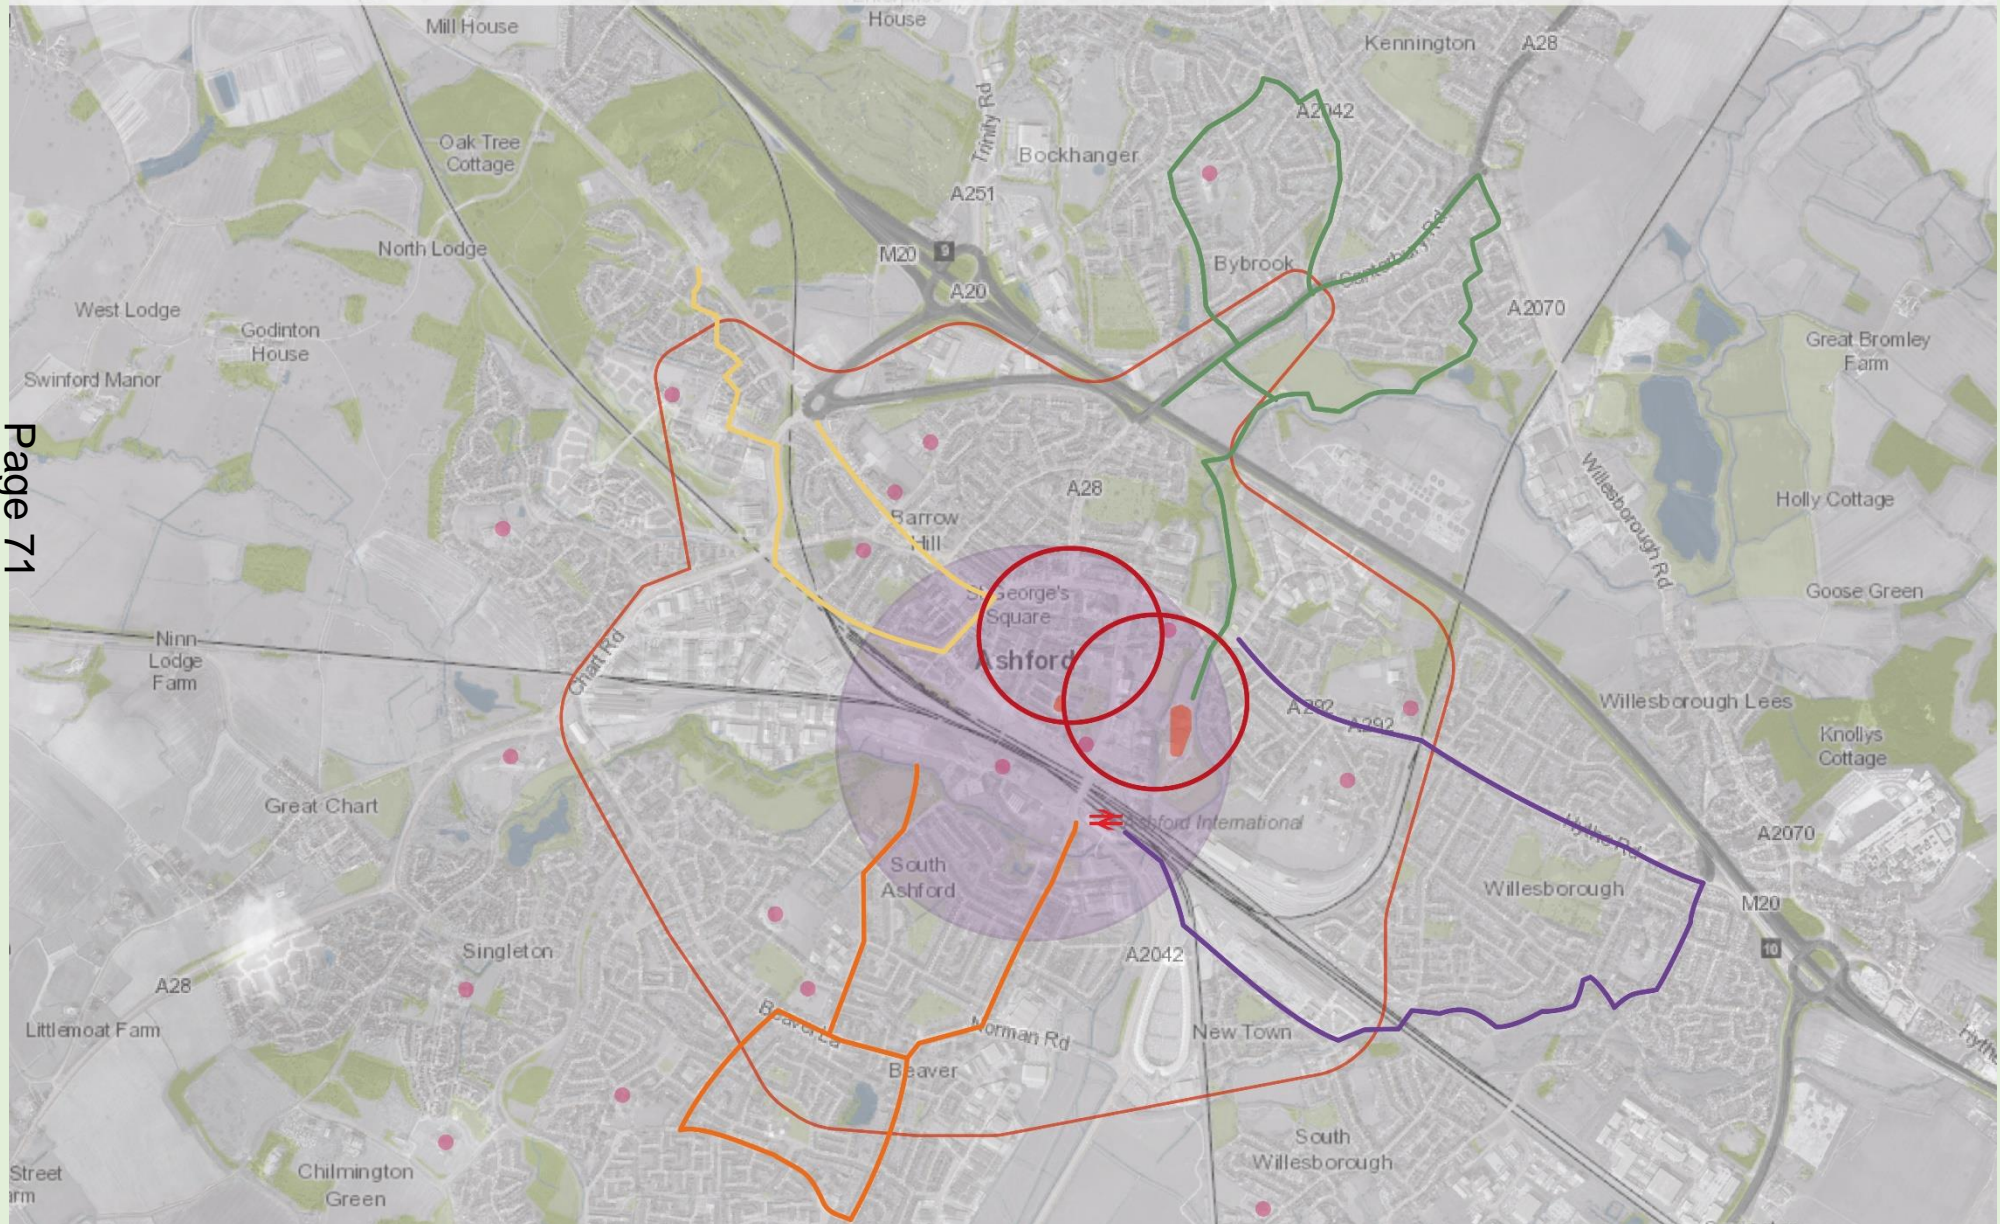 House
Mill House
Kennington
A28
A2042
Trinity Rd
Oak Tree
Cottage
Bockhanger
A251
North Lodge
M20
9
Bybrook
Canterbury Rd
A20
West Lodge
A2070
Godinton
House
Great Bromley
Farm
Swinford Manor
Page 71
A28
Willesborough Rd
Holly Cottage
Barrow
Hill
St George's
Square
Goose Green
Ninn
Lodge
Farm
Chart Rd
Ashford
A292
A292
Willesborough Lees
Knollys
Cottage
Great Chart
Ashford International
Hythe Rd
A2070
South
Ashford
Willesborough
M20
Singleton
A2042
10
A28
Beaver La
Norman Rd
New Town
Littlemoat Farm
Beaver
South
Willesborough
Chilmington
Green
Street